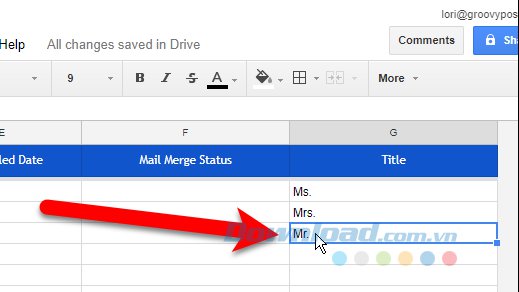 lori@groovypos
Help All changes saved in Drive Comments Sha
9 B I S A More
E F G
led Date Mail Merge Status Title
Ms.
Mrs.
Mr.
Download.com.vn